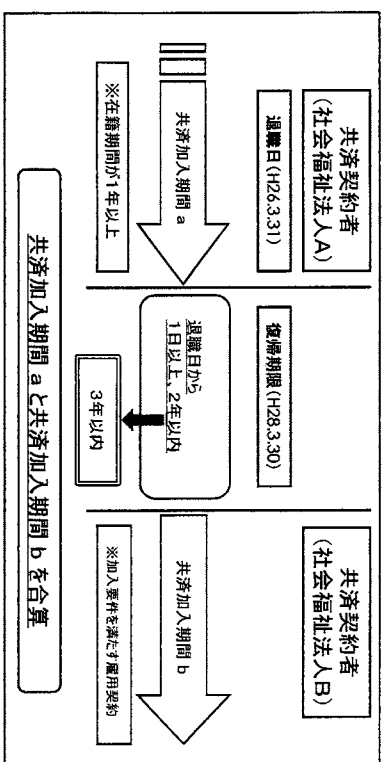 共済契約者
(社会福祉法人A)
退職日(H26.3.31)
共済加入期間 a
※在籍期間が1年以上
復帰期限(H28.3.30)
退職日から
1日以上、2年以内
3年以内
共済契約者
(社会福祉法人B)
共済加入期間 b
※加入要件を満たす雇用契約
共済加入期間 a と共済加入期間 b を合算